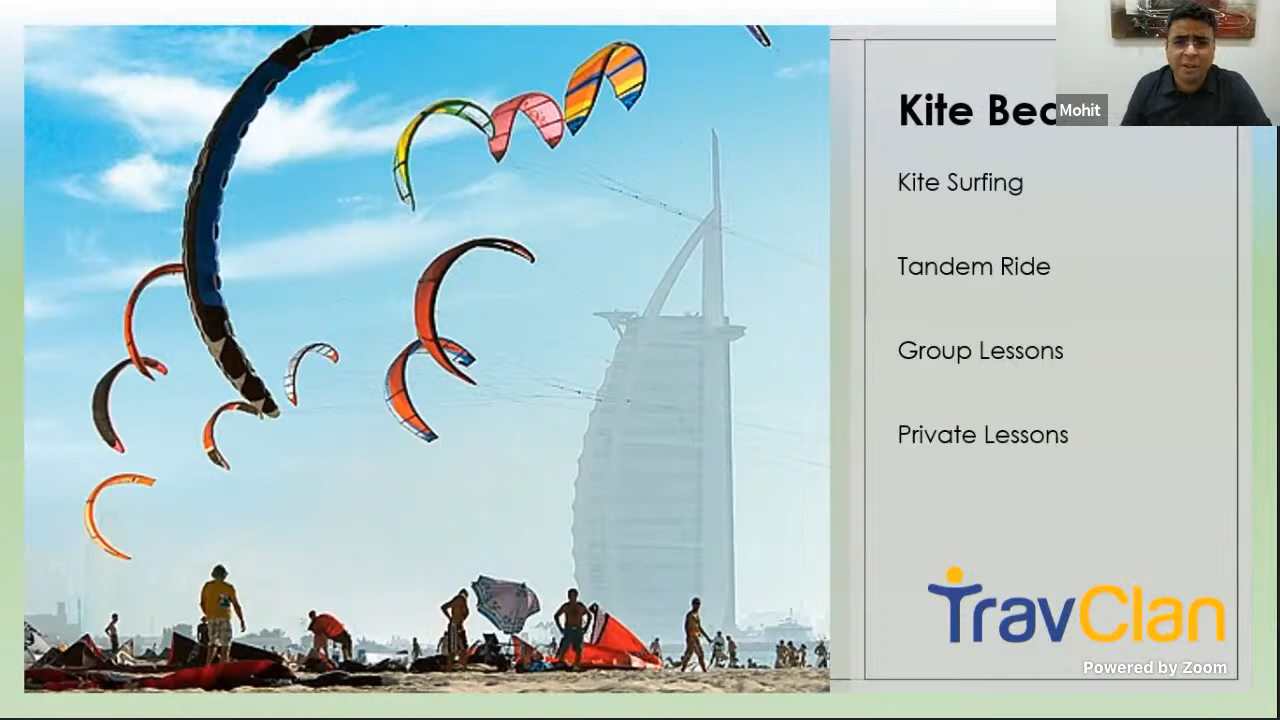 Kite Bea
Mohit
Kite Surfing
Tandem Ride
Group Lessons
Private Lessons
TravClan
Powered by Zoom